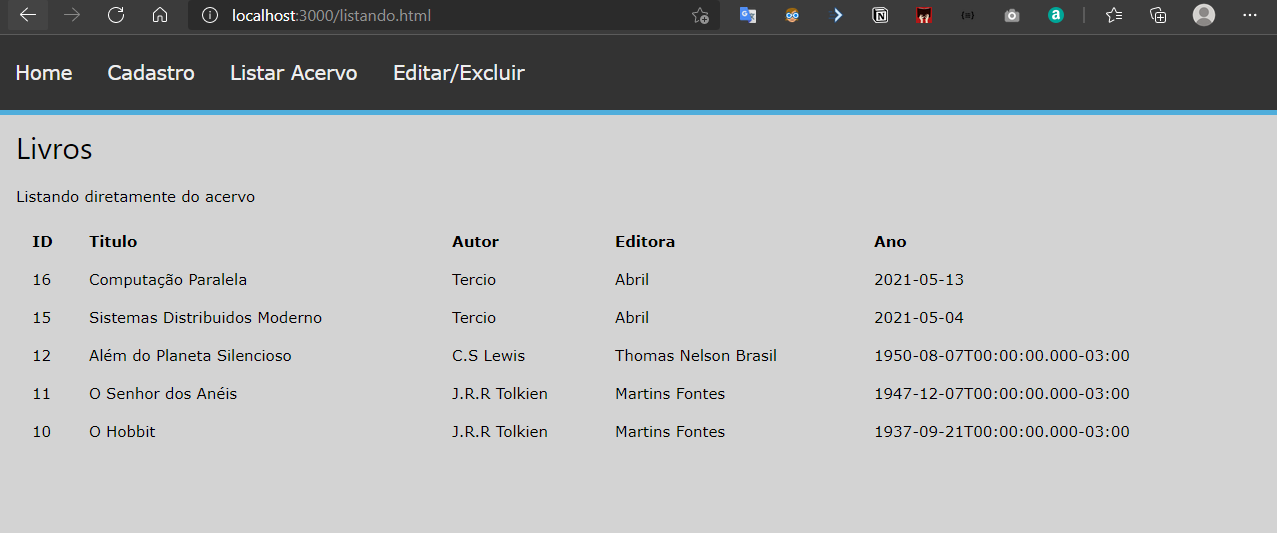 localhost:3000/listando.html
Home Cadastro Listar Acervo Editar/Excluir
Livros
Listando diretamente do acervo
ID Titulo Autor Editora Ano
16 Computação Paralela Tercio Abril 2021-05-13
15 Sistemas Distribuidos Moderno Tercio Abril 2021-05-04
12 Além do Planeta Silencioso C.S Lewis Thomas Nelson Brasil 1950-08-07T00:00:00.000-03:00
11 O Senhor dos Anéis J.R.R Tolkien Martins Fontes 1947-12-07T00:00:00.000-03:00
10 O Hobbit J.R.R Tolkien Martins Fontes 1937-09-21T00:00:00.000-03:00